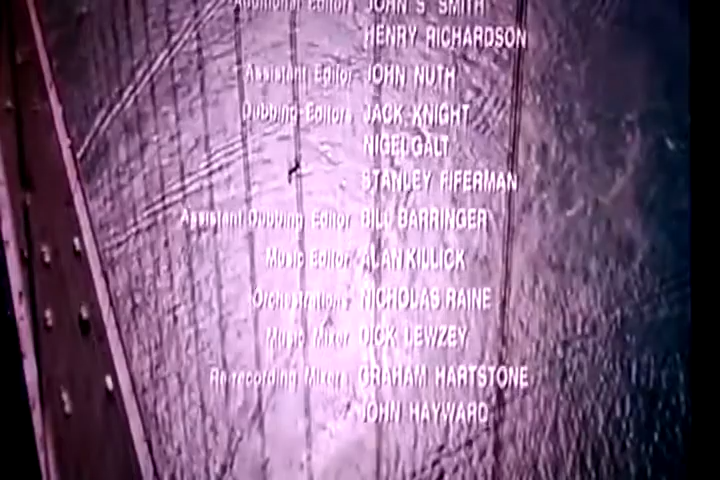 Additional Editors JOHN S. SMITH
HENRY RICHARDSON
Assistant Editor JOHN NUTH
Dubbing Editors JACK KNIGHT
NIGEL GALT
STANLEY FIFERMAN
Assistant Dubbing Editor BILL BARRINGER
Music Editor ALAN KILLICK
Orchestrations NICHOLAS RAINE
Music Mixer DICK LEWZEY
Re-recording Mixers GRAHAM HARTSTONE
JOHN HAYWARD